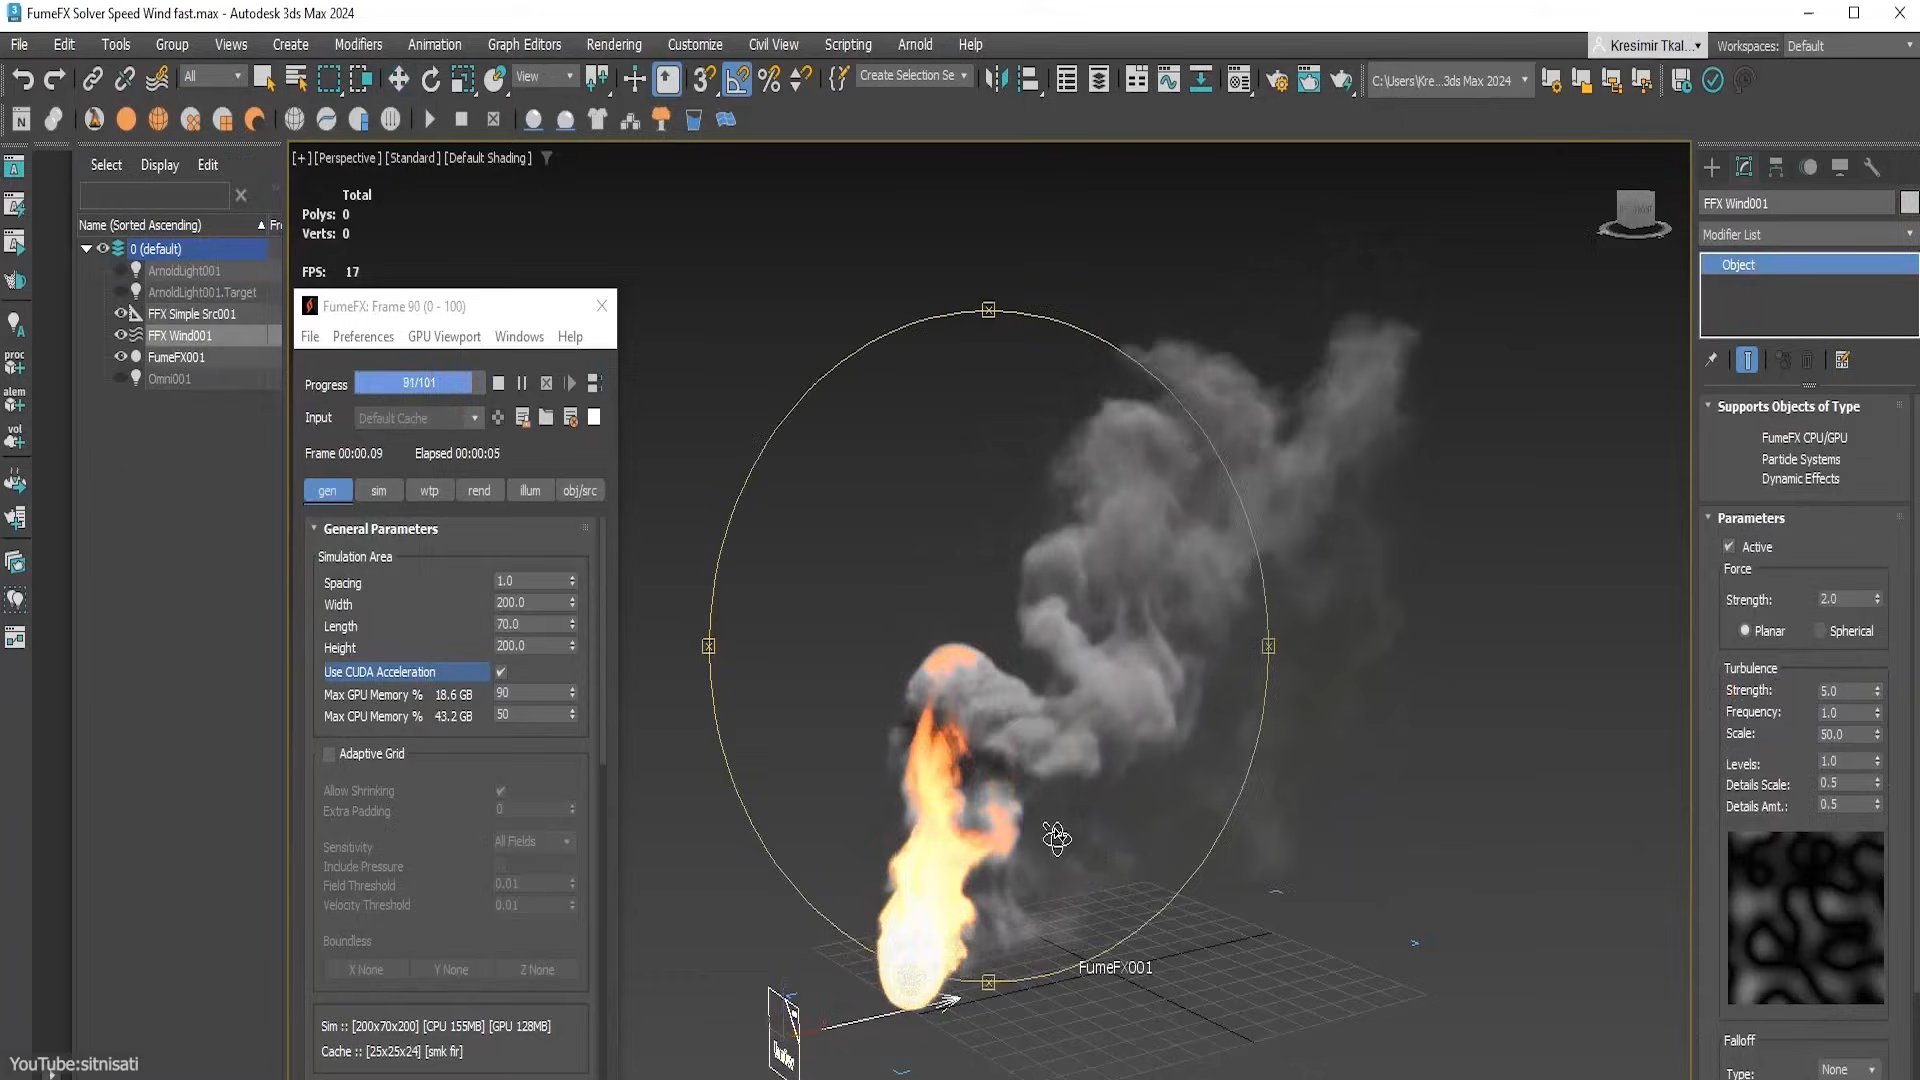 FumeFX Solver Speed Wind fast.max - Autodesk 3ds Max 2024
File Edit Tools Group Views Create Modifiers Animation Graph Editors Rendering Customize Civil View Scripting Arnold Help
Kresimir Tkal... Workspaces: Default
All View Create Selection Se C:\Users\Kre...3ds Max 2024
Select Display Edit
Name (Sorted Ascending) Fr
0 (default)
ArnoldLight001
ArnoldLight001.Target
FFX Simple Src001
FFX Wind001
FumeFX001
Omni001
proc
alem
vol
[+] [Perspective] [Standard] [Default Shading]
Total
Polys: 0
Verts: 0
FPS: 17
FumeFX: Frame 90 (0 - 100)
File Preferences GPU Viewport Windows Help
Progress 91/101
Input Default Cache
Frame 00:00.09 Elapsed 00:00:05
gen sim wtp rend illum obj/src
General Parameters
Simulation Area
Spacing 1.0
Width 200.0
Length 70.0
Height 200.0
Use CUDA Acceleration
Max GPU Memory % 18.6 GB 90
Max CPU Memory % 43.2 GB 50
Adaptive Grid
Allow Shrinking
Extra Padding 0
Sensitivity All Fields
Include Pressure
Field Threshold 0.01
Velocity Threshold 0.01
Boundless
X None Y None Z None
Sim :: [200x70x200] [CPU 155MB] [GPU 128MB]
Cache :: [25x25x24] [smk fir]
FumeFX001
FFX Wind001
Modifier List
Object
Supports Objects of Type
FumeFX CPU/GPU
Particle Systems
Dynamic Effects
Parameters
Active
Force
Strength: 2.0
Planar Spherical
Turbulence
Strength: 5.0
Frequency: 1.0
Scale: 50.0
Levels: 1.0
Details Scale: 0.5
Details Amt.: 0.5
Falloff
Type: None
YouTube:sitnisati